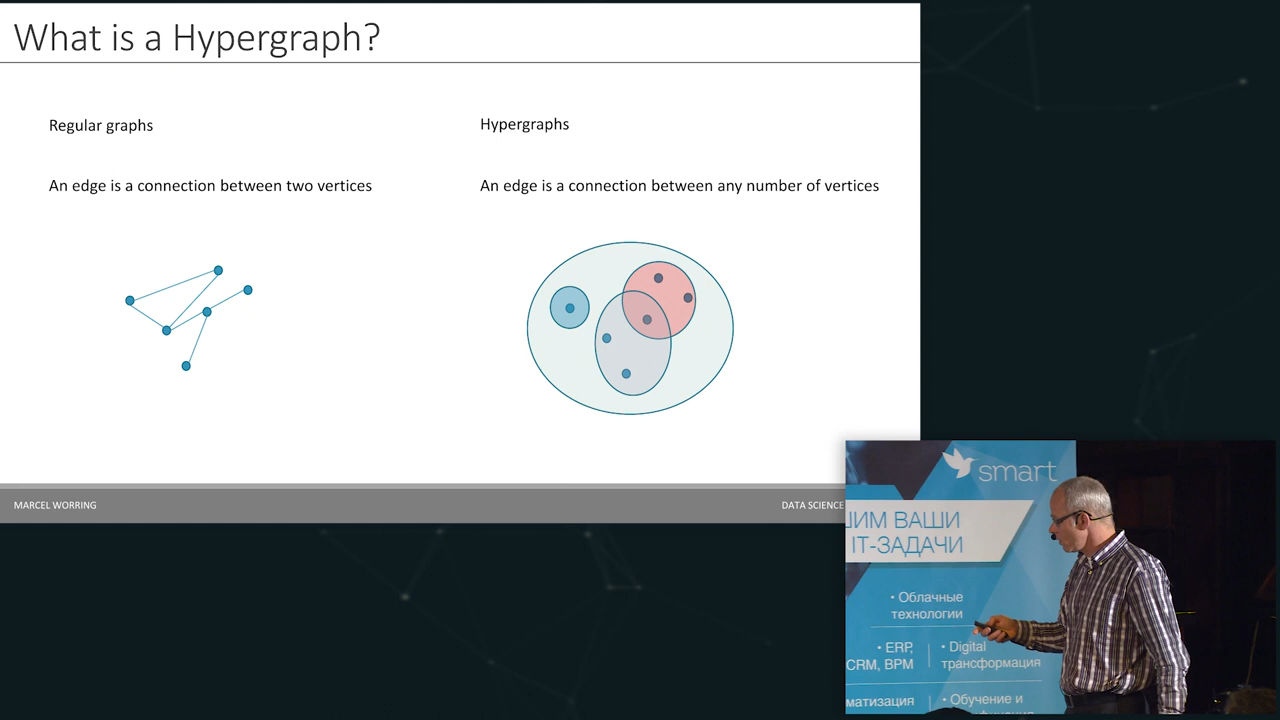 What is a Hypergraph?
Regular graphs
Hypergraphs
An edge is a connection between two vertices
An edge is a connection between any number of vertices
MARCEL WORRING
DATA SCIENCE
smart
ИМ ВАШИ
IT-ЗАДАЧИ
• Облачные
технологии
• ERP,
CRM, BPM
• Digital
трансформация
матизация
• Обучение и